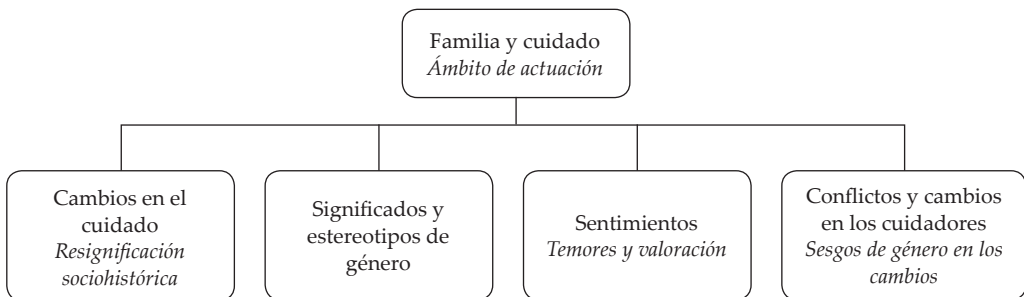 Familia y cuidado
Ámbito de actuación
Cambios en el
cuidado
Resignificación
sociohistórica
Significados y
estereotipos de
género
Sentimientos
Temores y valoración
Conflictos y cambios
en los cuidadores
Sesgos de género en los
cambios